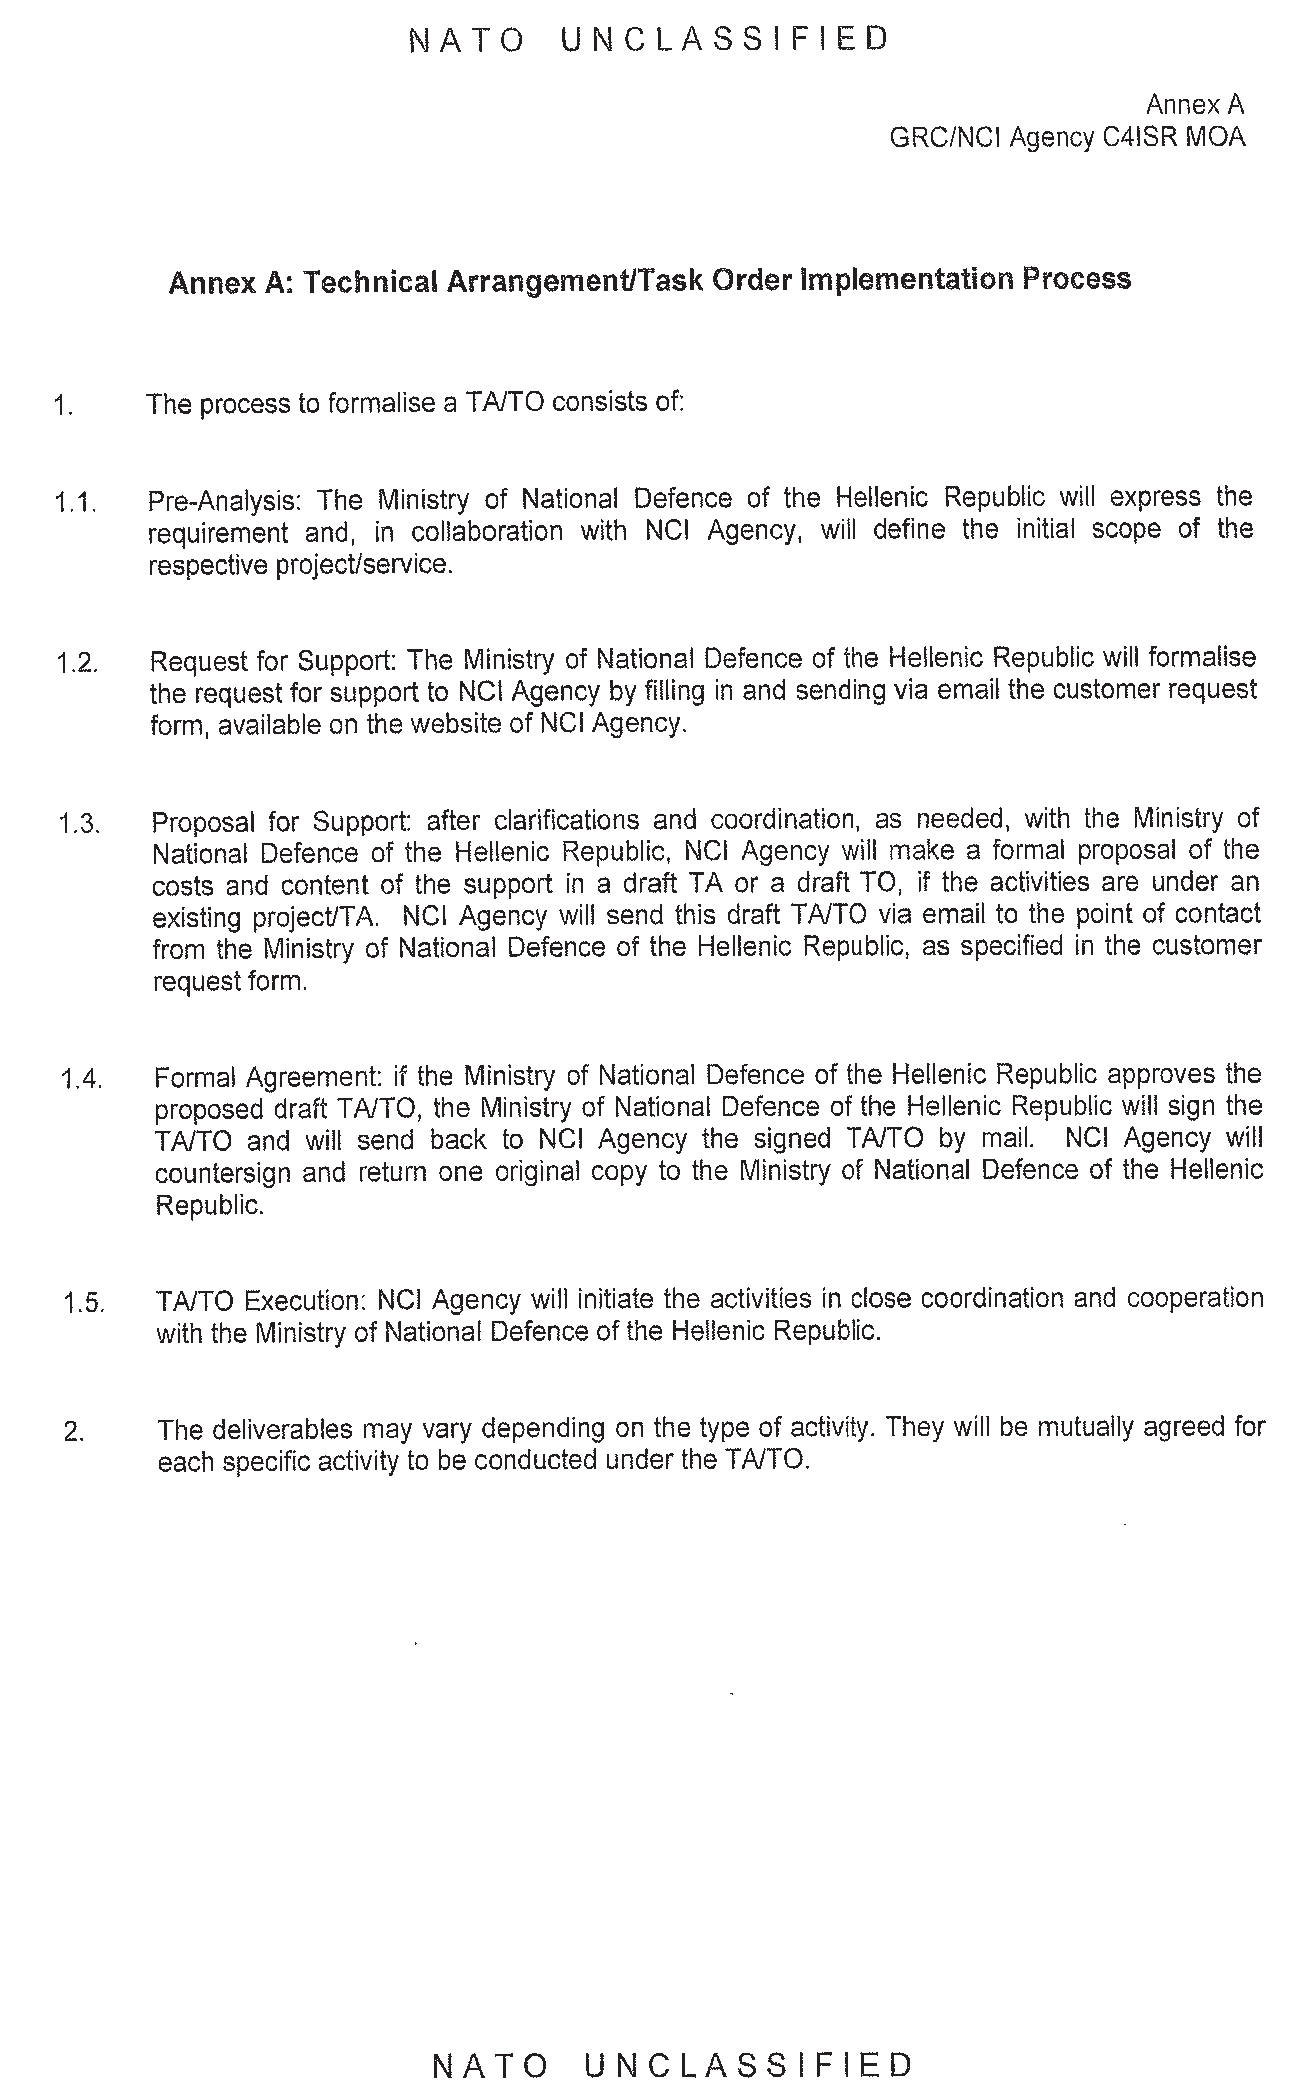 NATO UNCLASSIFIED
Annex A
GRC/NCI Agency C4ISR MOA
Annex A: Technical Arrangement/Task Order Implementation Process
1. The process to formalise a TA/TO consists of:
1.1. Pre-Analysis: The Ministry of National Defence of the Hellenic Republic will express the
requirement and, in collaboration with NCI Agency, will define the initial scope of the
respective project/service.
1.2. Request for Support: The Ministry of National Defence of the Hellenic Republic will formalise
the request for support to NCI Agency by filling in and sending via email the customer request
form, available on the website of NCI Agency.
1.3. Proposal for Support: after clarifications and coordination, as needed, with the Ministry of
National Defence of the Hellenic Republic, NCI Agency will make a formal proposal of the
costs and content of the support in a draft TA or a draft TO, if the activities are under an
existing project/TA. NCI Agency will send this draft TA/TO via email to the point of contact
from the Ministry of National Defence of the Hellenic Republic, as specified in the customer
request form.
1.4. Formal Agreement: if the Ministry of National Defence of the Hellenic Republic approves the
proposed draft TA/TO, the Ministry of National Defence of the Hellenic Republic will sign the
TA/TO and will send back to NCI Agency the signed TA/TO by mail. NCI Agency will
countersign and return one original copy to the Ministry of National Defence of the Hellenic
Republic.
1.5. TA/TO Execution: NCI Agency will initiate the activities in close coordination and cooperation
with the Ministry of National Defence of the Hellenic Republic.
2. The deliverables may vary depending on the type of activity. They will be mutually agreed for
each specific activity to be conducted under the TA/TO.
NATO UNCLASSIFIED